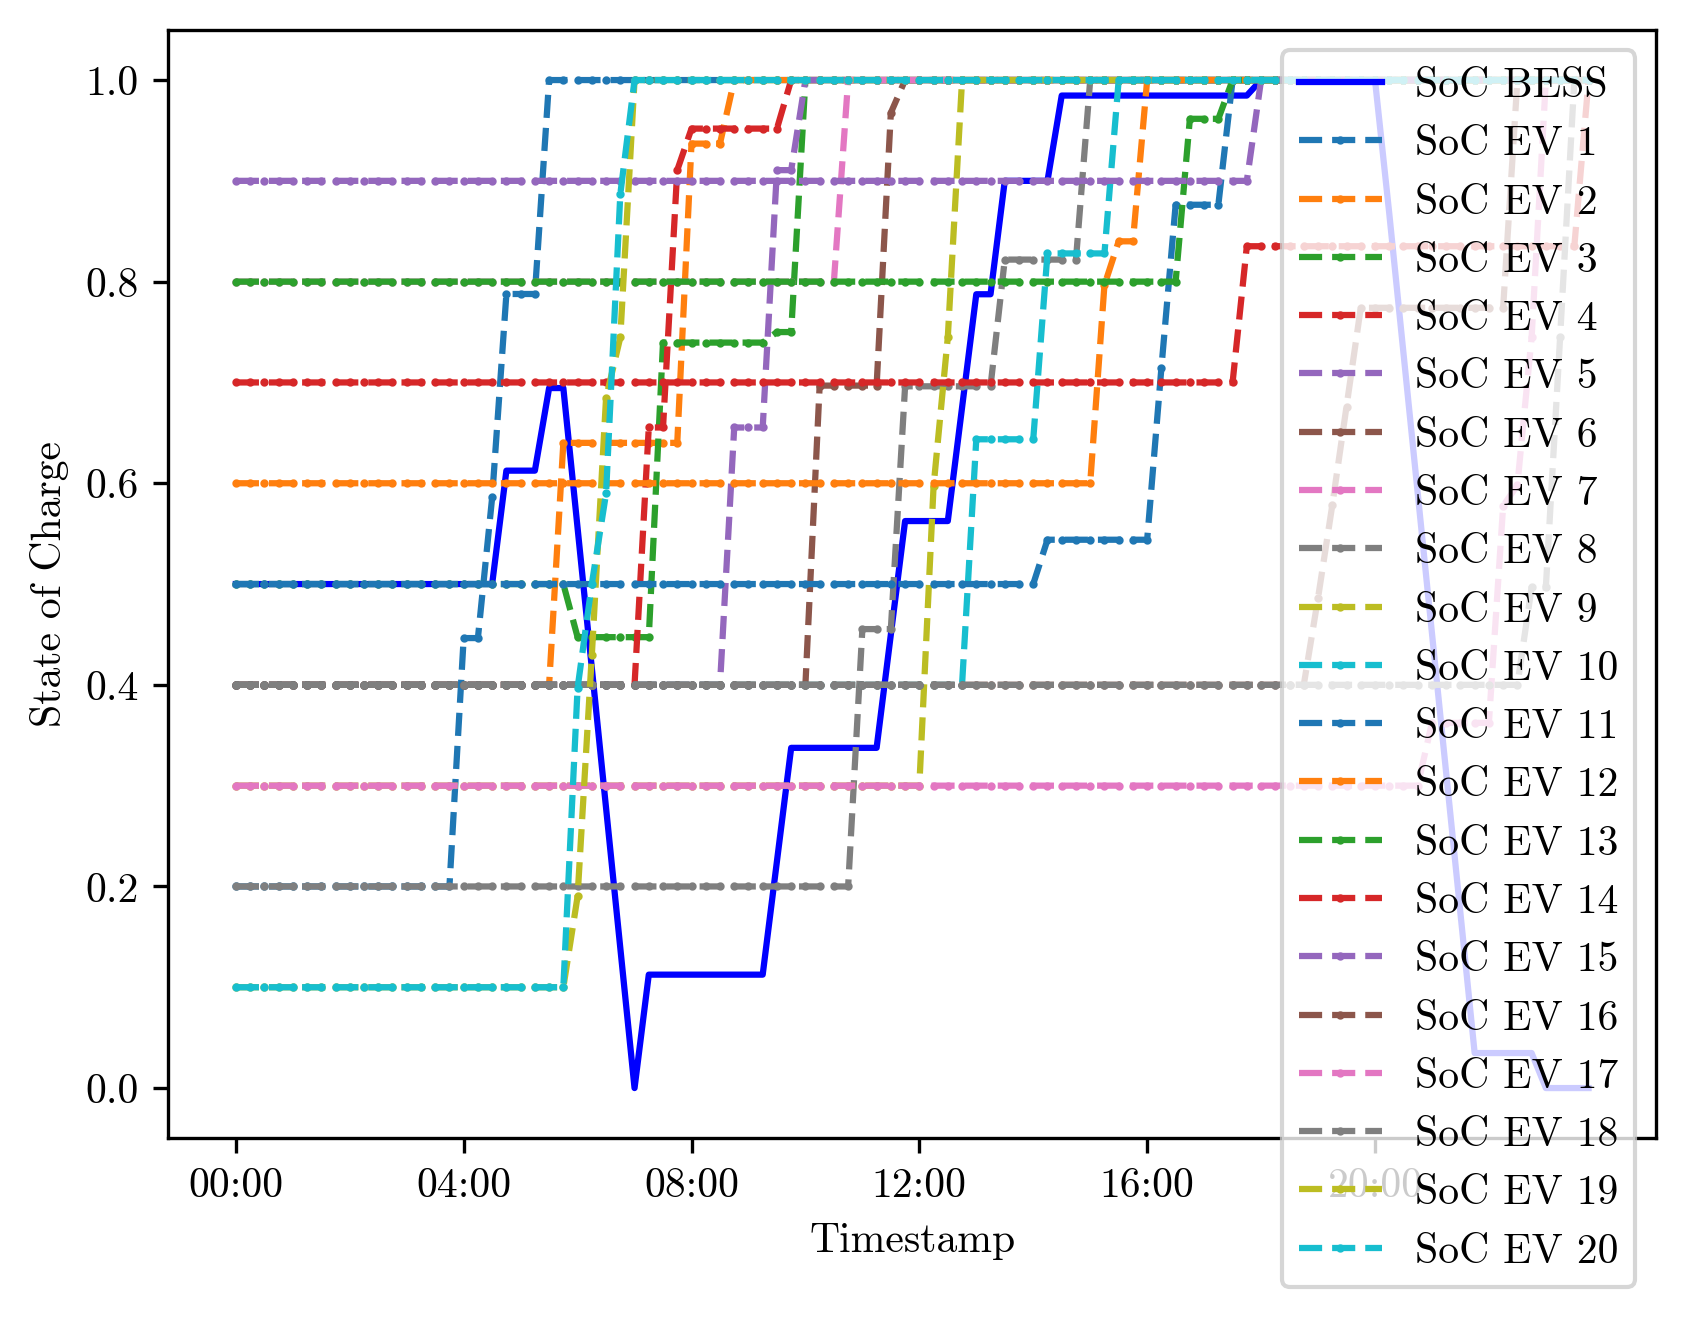 State of Charge
1.0
0.8
0.6
0.4
0.2
0.0
00:00 04:00 08:00 12:00 16:00 20:00
Timestamp
SoC BESS
SoC EV 1
SoC EV 2
SoC EV 3
SoC EV 4
SoC EV 5
SoC EV 6
SoC EV 7
SoC EV 8
SoC EV 9
SoC EV 10
SoC EV 11
SoC EV 12
SoC EV 13
SoC EV 14
SoC EV 15
SoC EV 16
SoC EV 17
SoC EV 18
SoC EV 19
SoC EV 20